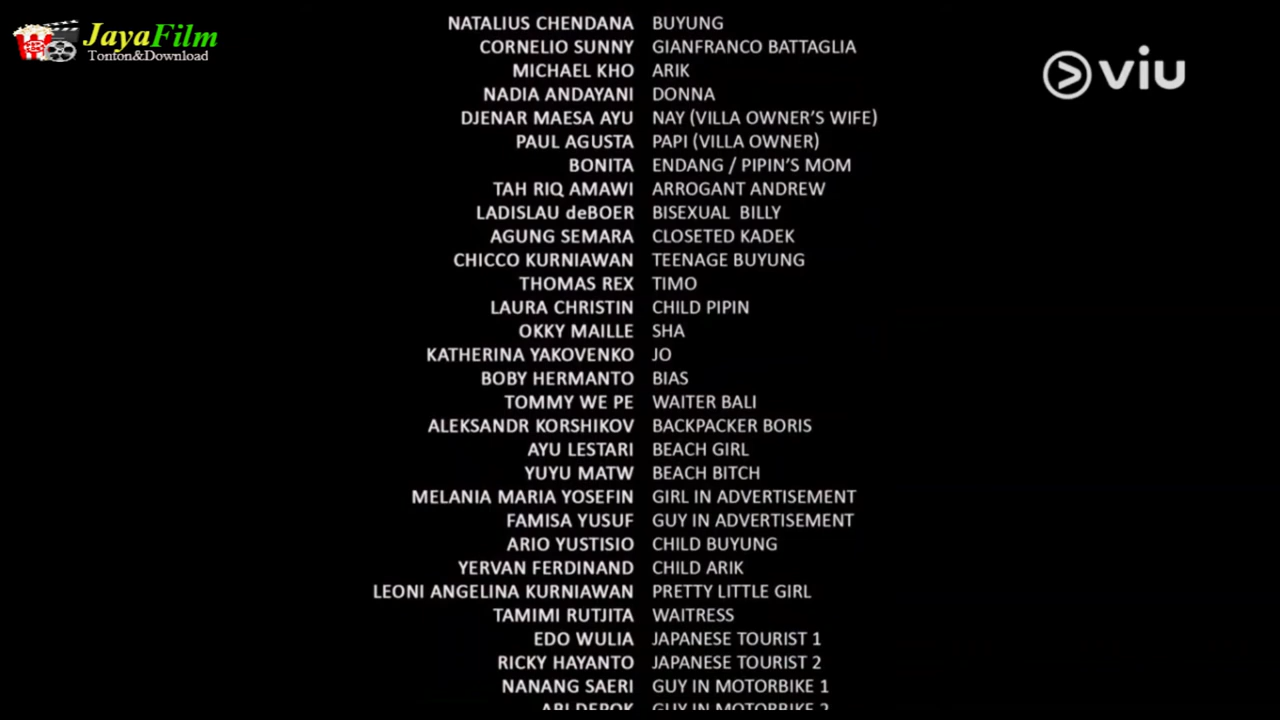 JayaFilm
Tonton&Download
viu
NATALIUS CHENDANA BUYUNG
CORNELIO SUNNY GIANFRANCO BATTAGLIA
MICHAEL KHO ARIK
NADIA ANDAYANI DONNA
DJENAR MAESA AYU NAY (VILLA OWNER'S WIFE)
PAUL AGUSTA PAPI (VILLA OWNER)
BONITA ENDANG / PIPIN'S MOM
TAH RIQ AMAWI ARROGANT ANDREW
LADISLAU deBOER BISEXUAL BILLY
AGUNG SEMARA CLOSETED KADEK
CHICCO KURNIAWAN TEENAGE BUYUNG
THOMAS REX TIMO
LAURA CHRISTIN CHILD PIPIN
OKKY MAILLE SHA
KATHERINA YAKOVENKO JO
BOBY HERMANTO BIAS
TOMMY WE PE WAITER BALI
ALEKSANDR KORSHIKOV BACKPACKER BORIS
AYU LESTARI BEACH GIRL
YUYU MATW BEACH BITCH
MELANIA MARIA YOSEFIN GIRL IN ADVERTISEMENT
FAMISA YUSUF GUY IN ADVERTISEMENT
ARIO YUSTISIO CHILD BUYUNG
YERVAN FERDINAND CHILD ARIK
LEONI ANGELINA KURNIAWAN PRETTY LITTLE GIRL
TAMIMI RUTJITA WAITRESS
EDO WULIA JAPANESE TOURIST 1
RICKY HAYANTO JAPANESE TOURIST 2
NANANG SAERI GUY IN MOTORBIKE 1
ABI DEPOK GUY IN MOTORBIKE 2